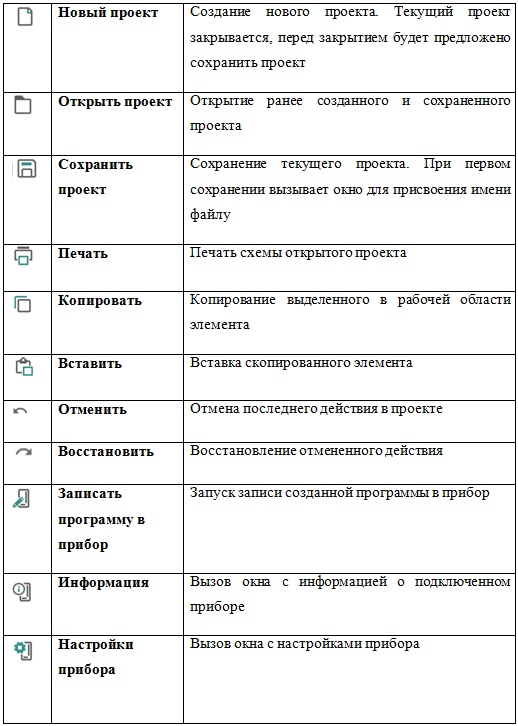 Новый проект
Создание нового проекта. Текущий проект
закрывается, перед закрытием будет предложено
сохранить проект
Открыть проект
Открытие ранее созданного и сохраненного
проекта
Сохранить
проект
Сохранение текущего проекта. При первом
сохранении вызывает окно для присвоения имени
файлу
Печать
Печать схемы открытого проекта
Копировать
Копирование выделенного в рабочей области
элемента
Вставить
Вставка скопированного элемента
Отменить
Отмена последнего действия в проекте
Восстановить
Восстановление отмененного действия
Записать
программу в
прибор
Запуск записи созданной программы в прибор
Информация
Вызов окна с информацией о подключенном
приборе
Настройки
прибора
Вызов окна с настройками прибора